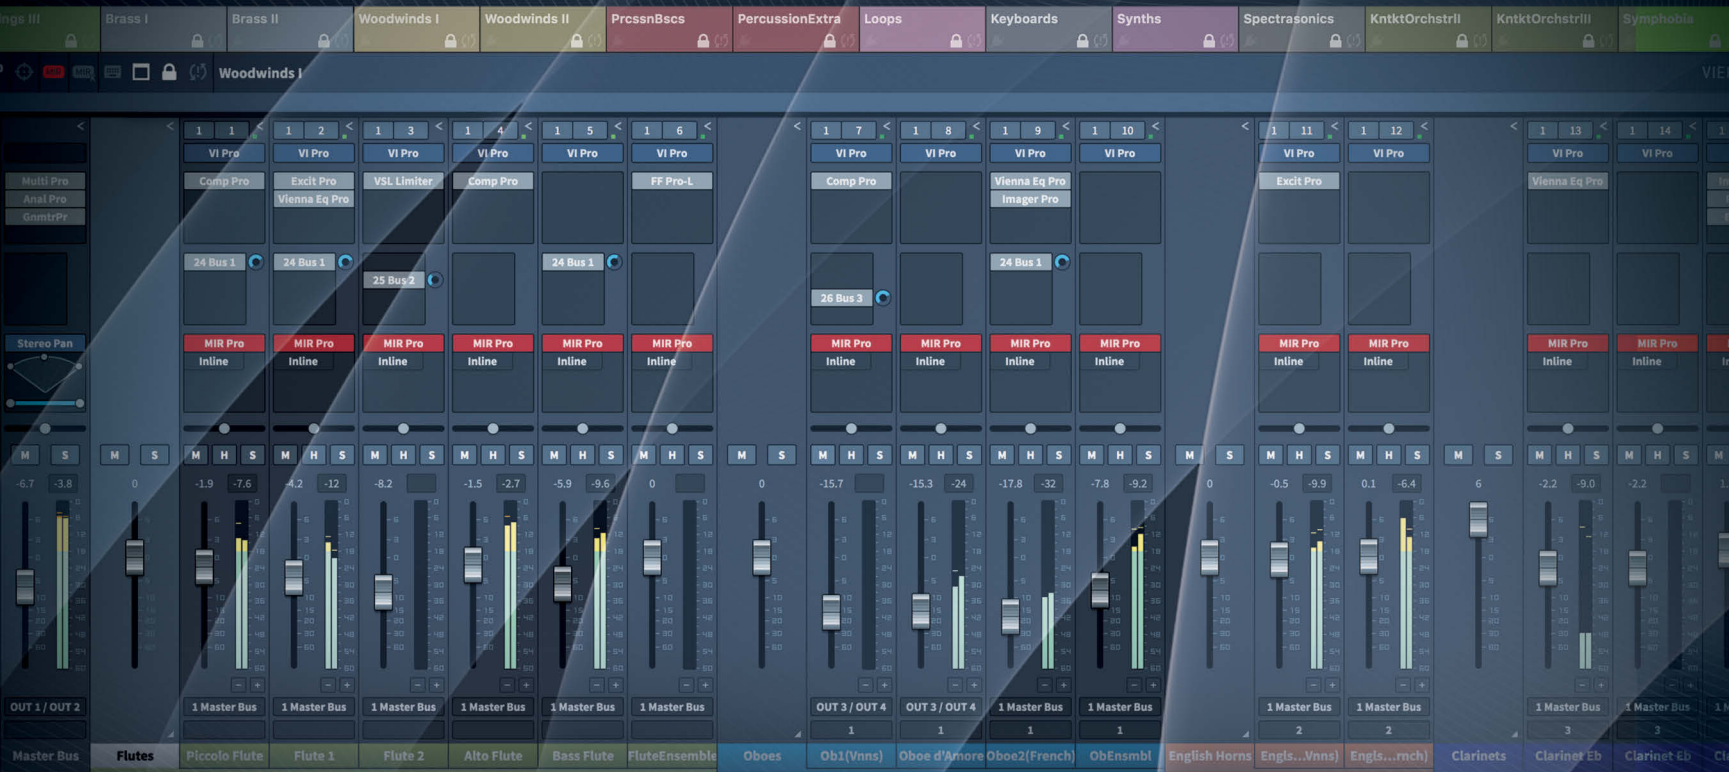 ngs III Brass I Brass II Woodwinds I Woodwinds II PrcssnBscs PercussionExtra Loops Keyboards Synths Spectrasonics KntktOrchstrII KntktOrchstrIII Symphobia
MIR MIR Woodwinds I VIE
1 1 1 2 1 3 1 4 1 5 1 6 1 7 1 8 1 9 1 10 1 11 1 12 1 13 1 14
VI Pro VI Pro VI Pro VI Pro VI Pro VI Pro VI Pro VI Pro VI Pro VI Pro VI Pro VI Pro VI Pro VI Pro
Multi Pro Comp Pro Excit Pro VSL Limiter Comp Pro FF Pro-L Comp Pro Vienna Eq Pro Excit Pro Vienna Eq Pro
Anal Pro Vienna Eq Pro Imager Pro
GnmtrPr
24 Bus 1 24 Bus 1 24 Bus 1 24 Bus 1
25 Bus 2
26 Bus 3
Stereo Pan MIR Pro MIR Pro MIR Pro MIR Pro MIR Pro MIR Pro MIR Pro MIR Pro MIR Pro MIR Pro MIR Pro MIR Pro MIR Pro MIR Pro
Inline Inline Inline Inline Inline Inline Inline Inline Inline Inline Inline Inline Inline Inline
M S M S M H S M H S M H S M H S M H S M H S M S M H S M H S M H S M H S M S M H S M H S M S M H S M H S M
-6.7 -3.8 0 -1.9 -7.6 -4.2 -12 -8.2 -1.5 -2.7 -5.9 -9.6 0 0 -15.7 -15.3 -24 -17.8 -32 -7.8 -9.2 0 -0.5 -9.9 0.1 -6.4 6 -2.2 -9.0 -2.2
OUT 1 / OUT 2 1 Master Bus 1 Master Bus 1 Master Bus 1 Master Bus 1 Master Bus 1 Master Bus OUT 3 / OUT 4 OUT 3 / OUT 4 1 Master Bus 1 Master Bus 1 Master Bus 1 Master Bus 1 Master Bus 1 Master Bus
1 1 1 1 2 2 3 3
Master Bus Flutes Piccolo Flute Flute 1 Flute 2 Alto Flute Bass Flute FluteEnsemble Oboes Ob1(Vnns) Oboe d'Amore Oboe2(French) ObEnsmbl English Horns Engls...Vnns) Engls...rnch) Clarinets Clarinet Eb Clarinet Eb